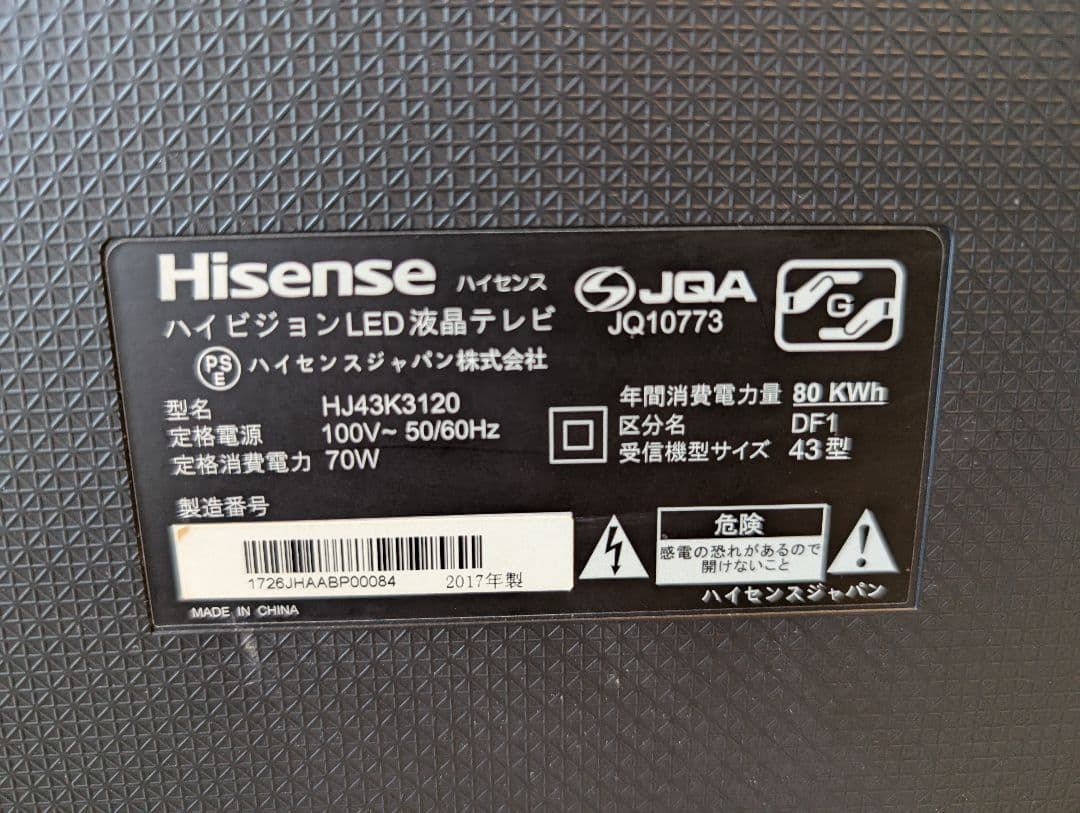 Hisense ハイセンス
ハイビジョンLED液晶テレビ
PSE ハイセンスジャパン株式会社
型名 HJ43K3120
定格電源 100V~ 50/60Hz
定格消費電力 70W
製造番号
1726JHAABP00084 2017年製
MADE IN CHINA
JQA
JQ10773
G
年間消費電力量 80 KWh
区分名 DF1
受信機型サイズ 43型
危険
感電の恐れがあるので
開けないこと
ハイセンスジャパン